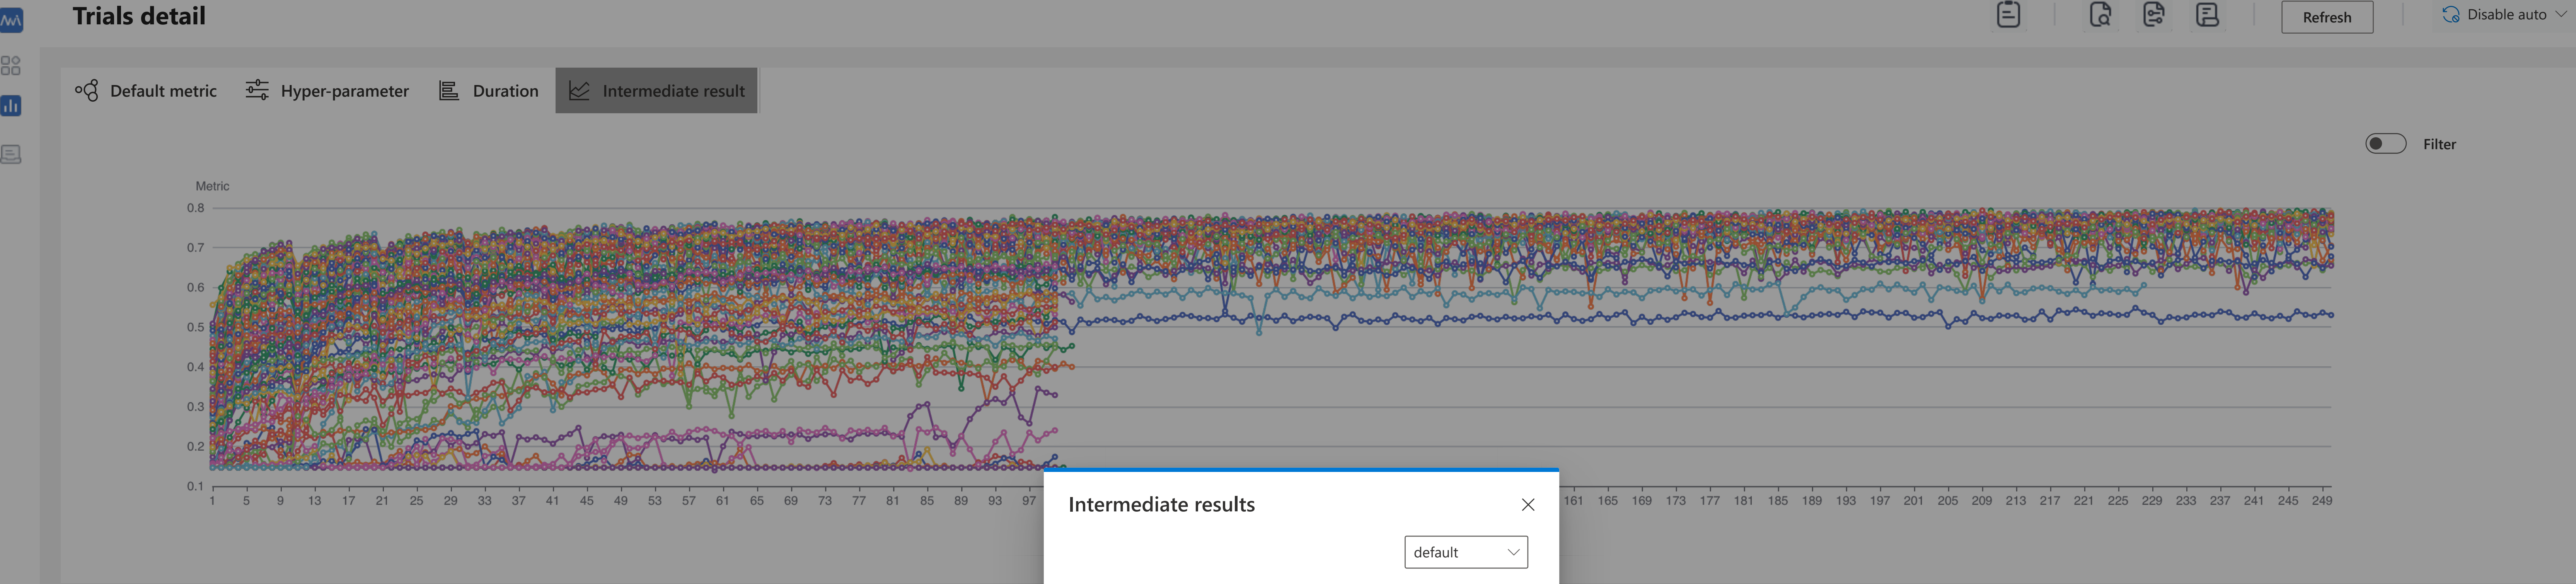 Trials detail
Refresh
Disable auto
Default metric
Hyper-parameter
Duration
Intermediate result
Filter
Metric
0.8
0.7
0.6
0.5
0.4
0.3
0.2
0.1
1 5 9 13 17 21 25 29 33 37 41 45 49 53 57 61 65 69 73 77 81 85 89 93 97 161 165 169 173 177 181 185 189 193 197 201 205 209 213 217 221 225 229 233 237 241 245 249
Intermediate results
default